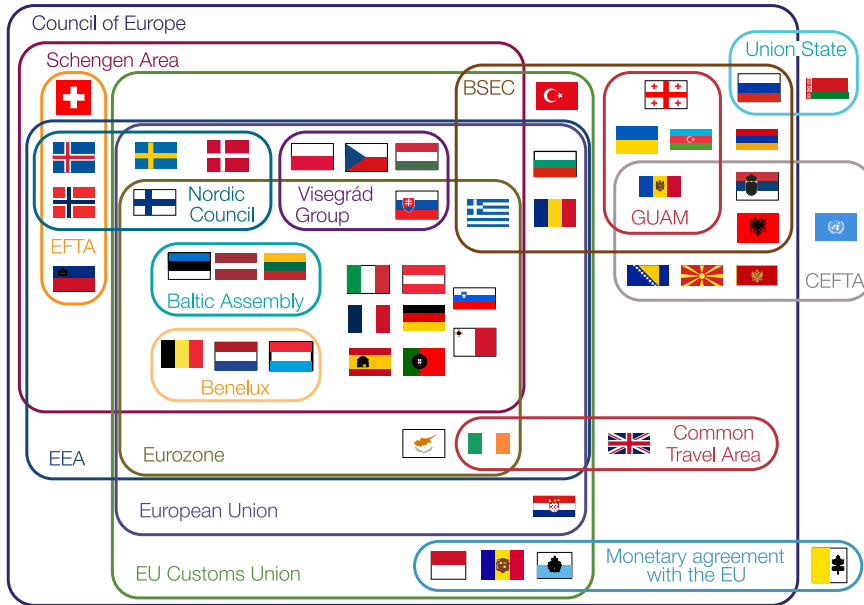 Council of Europe
Schengen Area
Union State
BSEC
Nordic
Council
Visegrád
Group
GUAM
EFTA
CEFTA
Baltic Assembly
Benelux
Common
Travel Area
EEA
Eurozone
European Union
EU Customs Union
Monetary agreement
with the EU